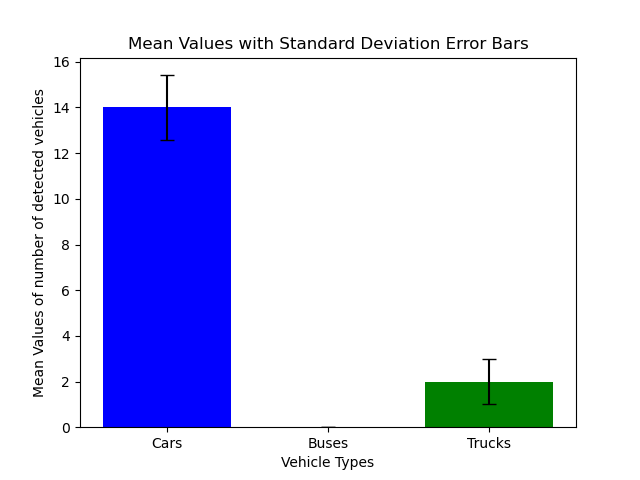 Mean Values with Standard Deviation Error Bars
16
14
12
10
8
6
4
2
0
Mean Values of number of detected vehicles
Cars
Buses
Trucks
Vehicle Types